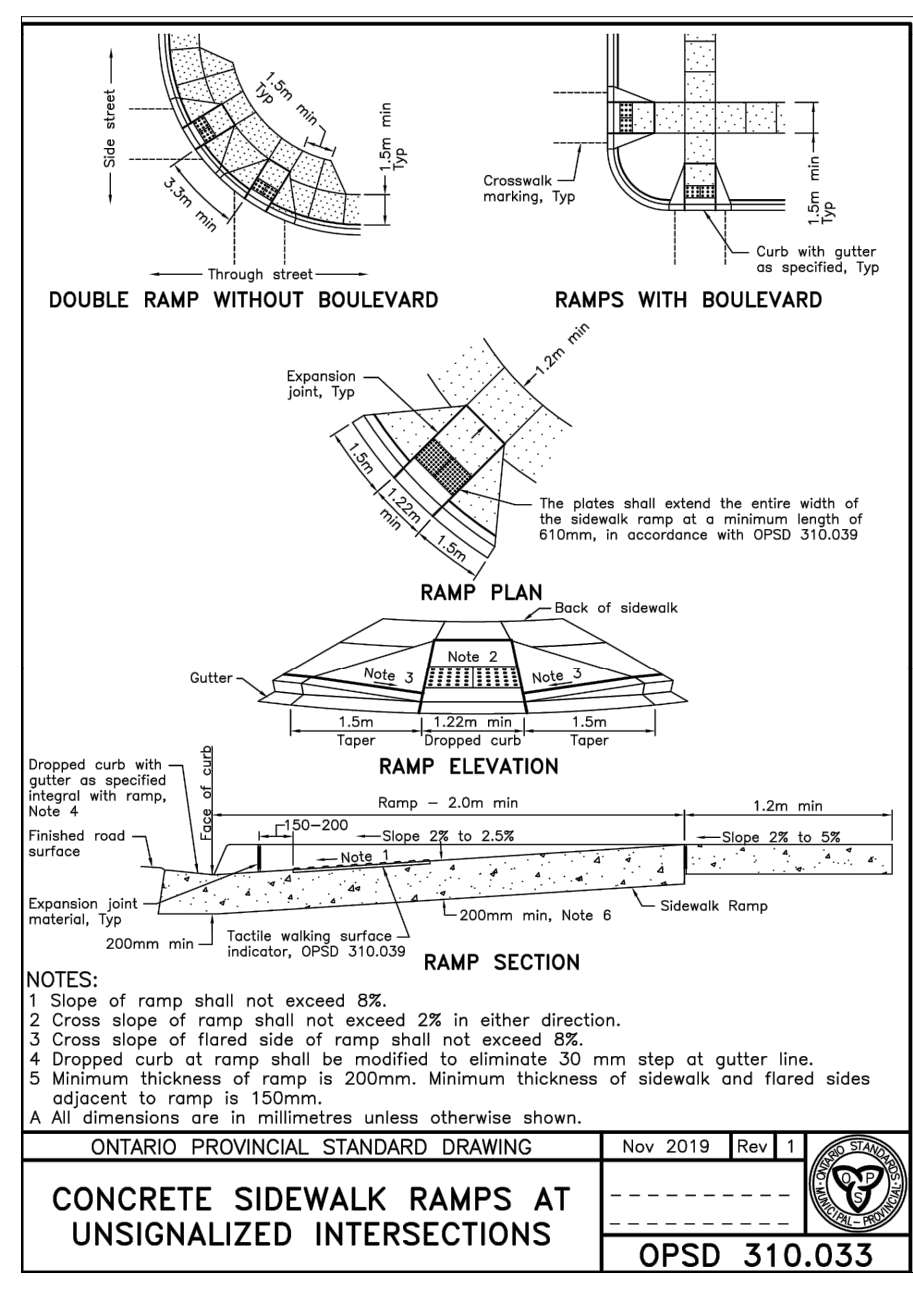 Side street
1.5m min
Typ
3.3m min
1.5m min
Typ
Through street
DOUBLE RAMP WITHOUT BOULEVARD
Crosswalk
marking, Typ
1.5m min
Typ
Curb with gutter
as specified, Typ
RAMPS WITH BOULEVARD
1.2m min
Expansion
joint, Typ
1.5m
1.22m
min
1.5m
The plates shall extend the entire width of
the sidewalk ramp at a minimum length of
610mm, in accordance with OPSD 310.039
RAMP PLAN
Back of sidewalk
Note 2
Note 3
Note 3
Gutter
1.5m
Taper
1.22m min
Dropped curb
1.5m
Taper
RAMP ELEVATION
Dropped curb with
gutter as specified
integral with ramp,
Note 4
Face of curb
Ramp – 2.0m min
1.2m min
150–200
Slope 2% to 2.5%
Slope 2% to 5%
Finished road
surface
Note 1
Expansion joint
material, Typ
200mm min
Tactile walking surface
indicator, OPSD 310.039
200mm min, Note 6
Sidewalk Ramp
RAMP SECTION
NOTES:
1 Slope of ramp shall not exceed 8%.
2 Cross slope of ramp shall not exceed 2% in either direction.
3 Cross slope of flared side of ramp shall not exceed 8%.
4 Dropped curb at ramp shall be modified to eliminate 30 mm step at gutter line.
5 Minimum thickness of ramp is 200mm. Minimum thickness of sidewalk and flared sides
adjacent to ramp is 150mm.
A All dimensions are in millimetres unless otherwise shown.
ONTARIO PROVINCIAL STANDARD DRAWING
Nov 2019
Rev
1
CONCRETE SIDEWALK RAMPS AT
UNSIGNALIZED INTERSECTIONS
ONTARIO STANDARDS
MUNICIPAL – PROVINCIAL
O P
S
OPSD 310.033